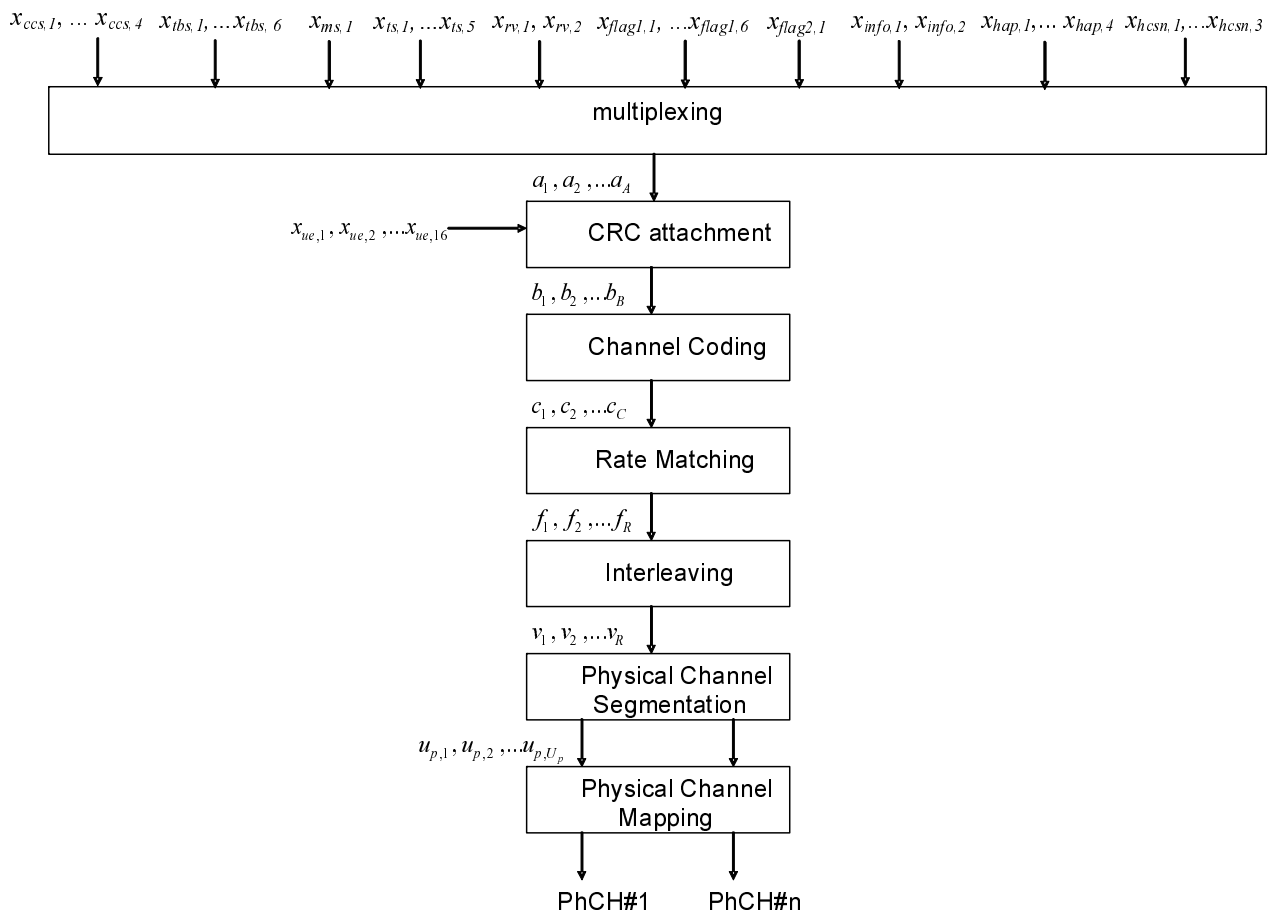 x_ccs,1, ... x_ccs,4 x_tbs,1, ...x_tbs,6 x_ms,1 x_ts,1, ...x_ts,5 x_rv,1, x_rv,2 x_flag1,1, ...x_flag1,6 x_flag2,1 x_info,1, x_info,2 x_hap,1,... x_hap,4 x_hcsn,1,...x_hcsn,3
multiplexing
a_1, a_2,...a_A
x_ue,1, x_ue,2,...x_ue,16
CRC attachment
b_1, b_2,...b_B
Channel Coding
c_1, c_2,...c_C
Rate Matching
f_1, f_2,...f_R
Interleaving
v_1, v_2,...v_R
Physical Channel
Segmentation
u_p,1, u_p,2,...u_p,U_p
Physical Channel
Mapping
PhCH#1 PhCH#n